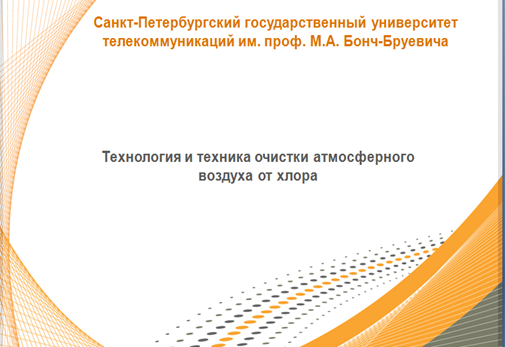 Санкт-Петербургский государственный университет
телекоммуникаций им. проф. М.А. Бонч-Бруевича
Технология и техника очистки атмосферного
воздуха от хлора